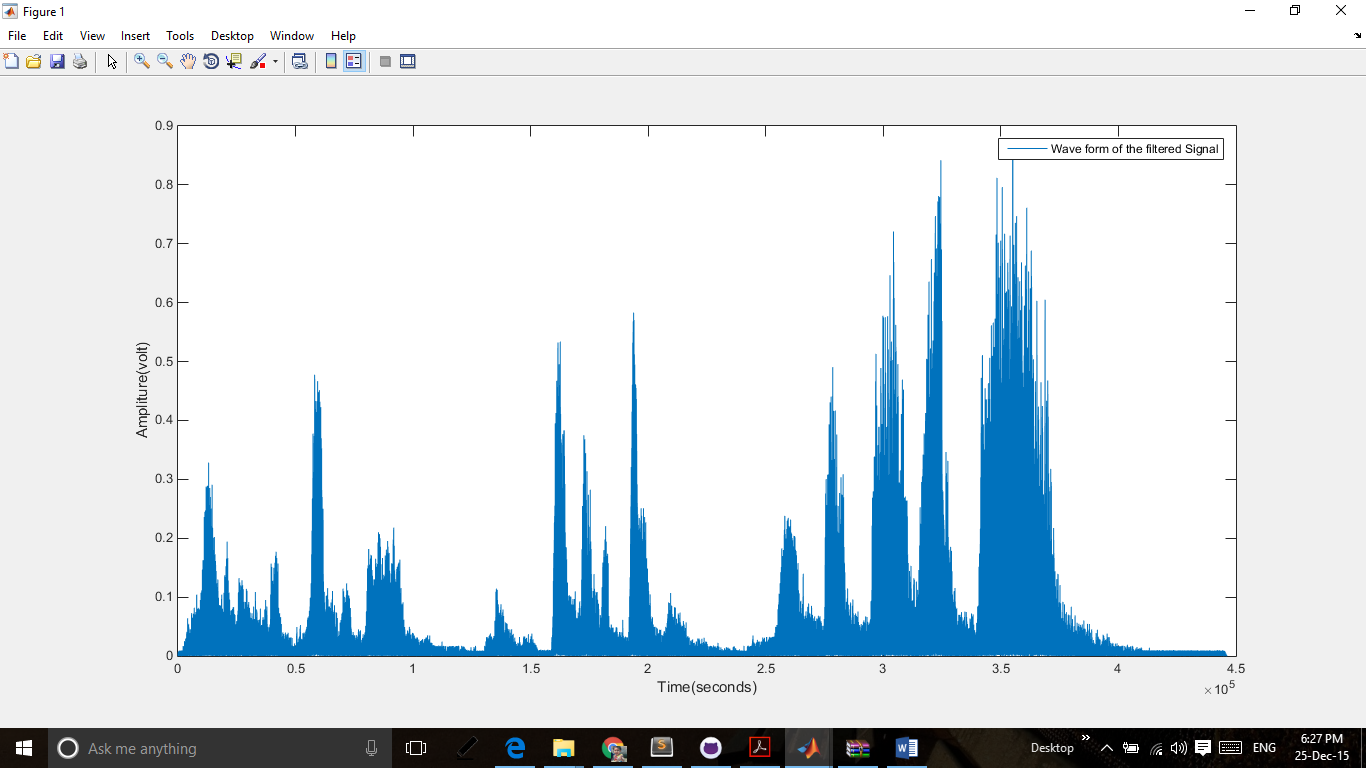 Figure 1
File Edit View Insert Tools Desktop Window Help
0.9
0.8
0.7
0.6
0.5
0.4
0.3
0.2
0.1
0
Ampliture(volt)
Wave form of the filtered Signal
0 0.5 1 1.5 2 2.5 3 3.5 4 4.5
Time(seconds)
×10^5
Ask me anything
Desktop » ENG
6:27 PM
25-Dec-15